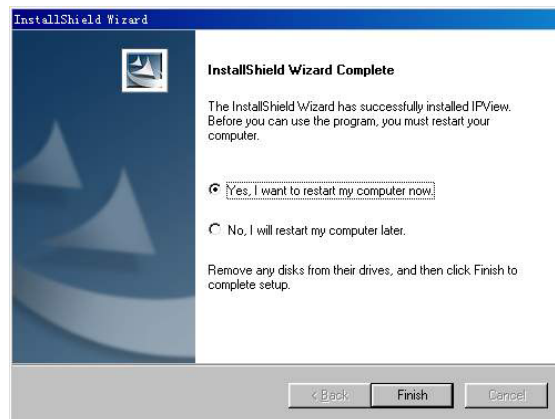 InstallShield Wizard
InstallShield Wizard Complete
The InstallShield Wizard has successfully installed IPView.
Before you can use the program, you must restart your
computer.
Yes, I want to restart my computer now.
No, I will restart my computer later.
Remove any disks from their drives, and then click Finish to
complete setup.
< Back Finish Cancel